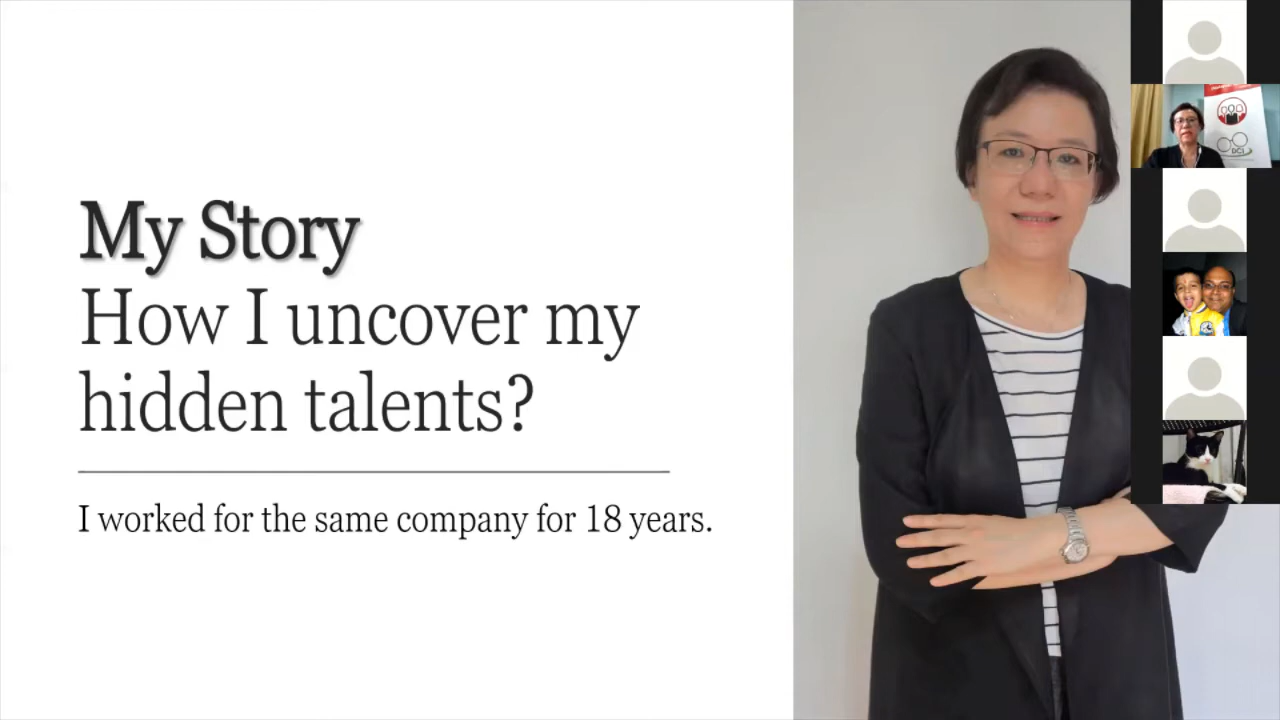 My Story
How I uncover my
hidden talents?
I worked for the same company for 18 years.